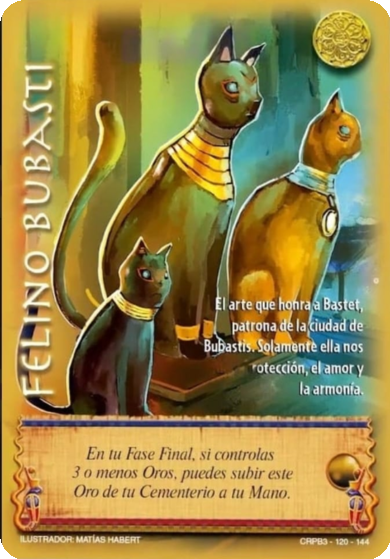 FELINO BUBASTI
El arte que honra a Bastet,
patrona de la ciudad de
Bubastis. Solamente ella nos
otección, el amor y
la armonía.
En tu Fase Final, si controlas
3 o menos Oros, puedes subir este
Oro de tu Cementerio a tu Mano.
ILUSTRADOR: MATÍAS HABERT
CRPB3 - 120 - 144